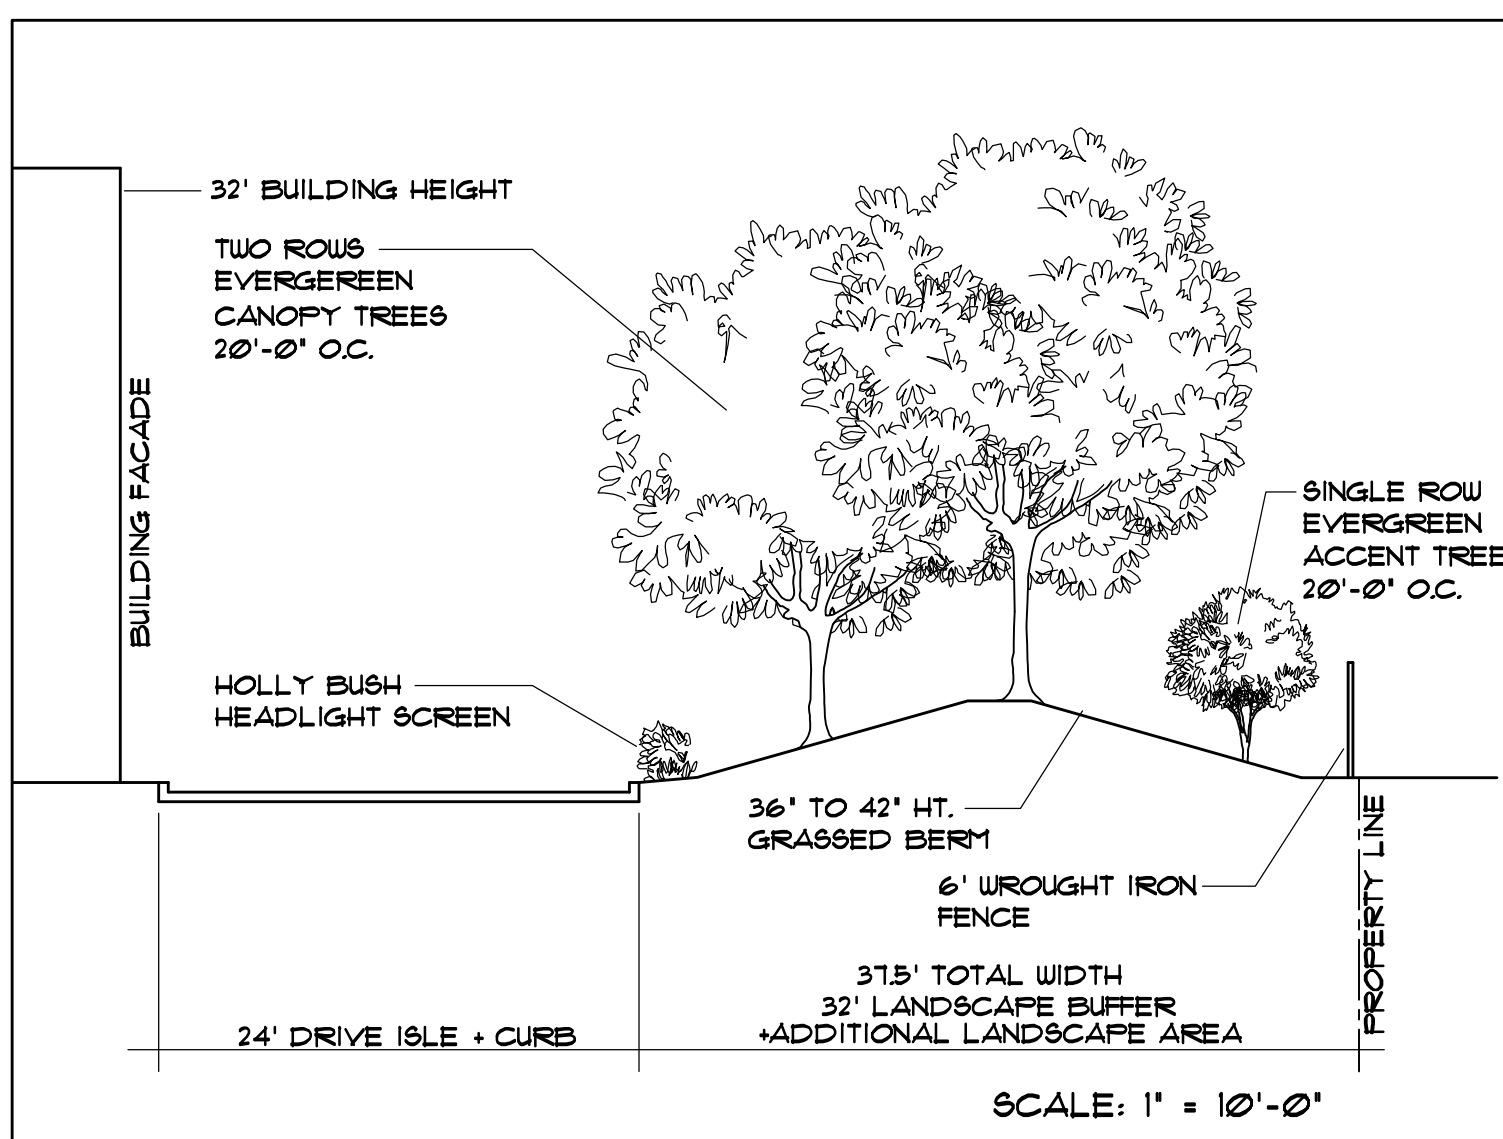 32' BUILDING HEIGHT
TWO ROWS
EVERGEREEN
CANOPY TREES
20'-0" O.C.
BUILDING FACADE
SINGLE ROW
EVERGREEN
ACCENT TREE
20'-0" O.C.
HOLLY BUSH
HEADLIGHT SCREEN
36" TO 42" HT.
GRASSED BERM
6' WROUGHT IRON
FENCE
PROPERTY LINE
37.5' TOTAL WIDTH
32' LANDSCAPE BUFFER
+ADDITIONAL LANDSCAPE AREA
24' DRIVE ISLE + CURB
SCALE: 1" = 10'-0"